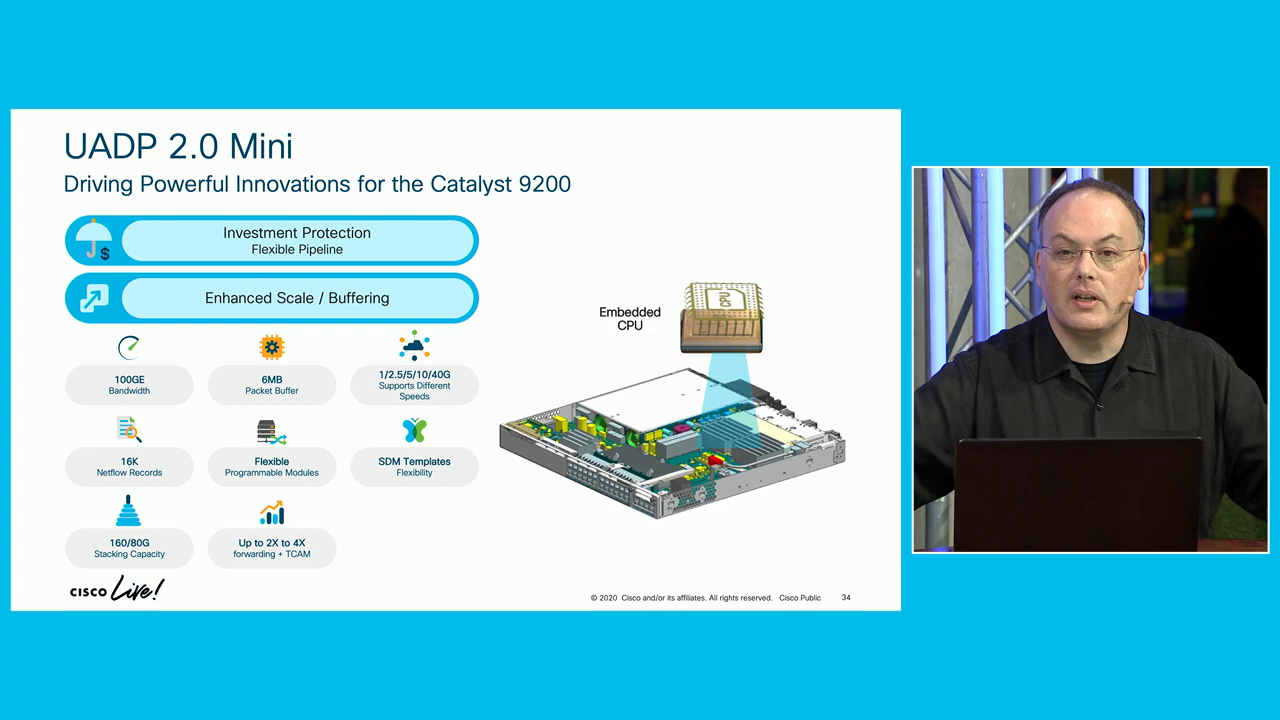 UADP 2.0 Mini
Driving Powerful Innovations for the Catalyst 9200
$
Investment Protection
Flexible Pipeline
Enhanced Scale / Buffering
100GE
Bandwidth
6MB
Packet Buffer
1/2.5/5/10/40G
Supports Different
Speeds
16K
Netflow Records
Flexible
Programmable Modules
SDM Templates
Flexibility
160/80G
Stacking Capacity
Up to 2X to 4X
forwarding + TCAM
Embedded
CPU
CPU
CISCO Live!
© 2020 Cisco and/or its affiliates. All rights reserved. Cisco Public
34